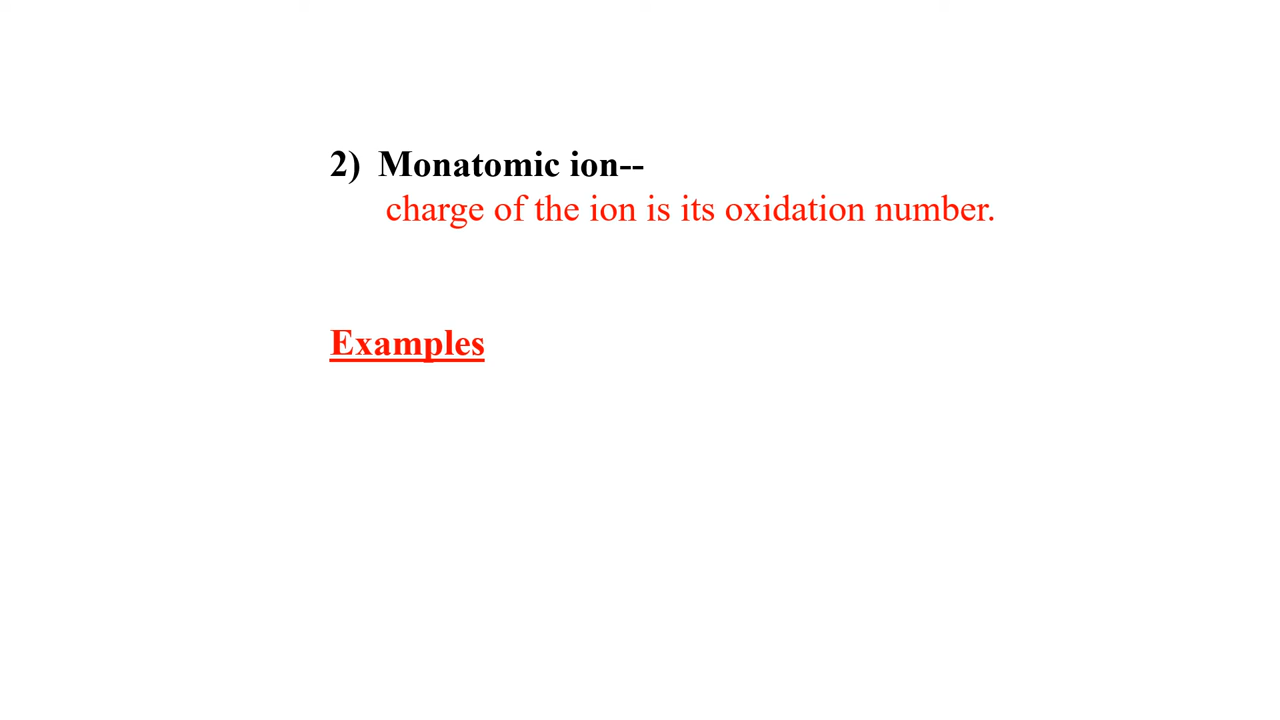 2)  Monatomic ion--
charge of the ion is its oxidation number.
Examples